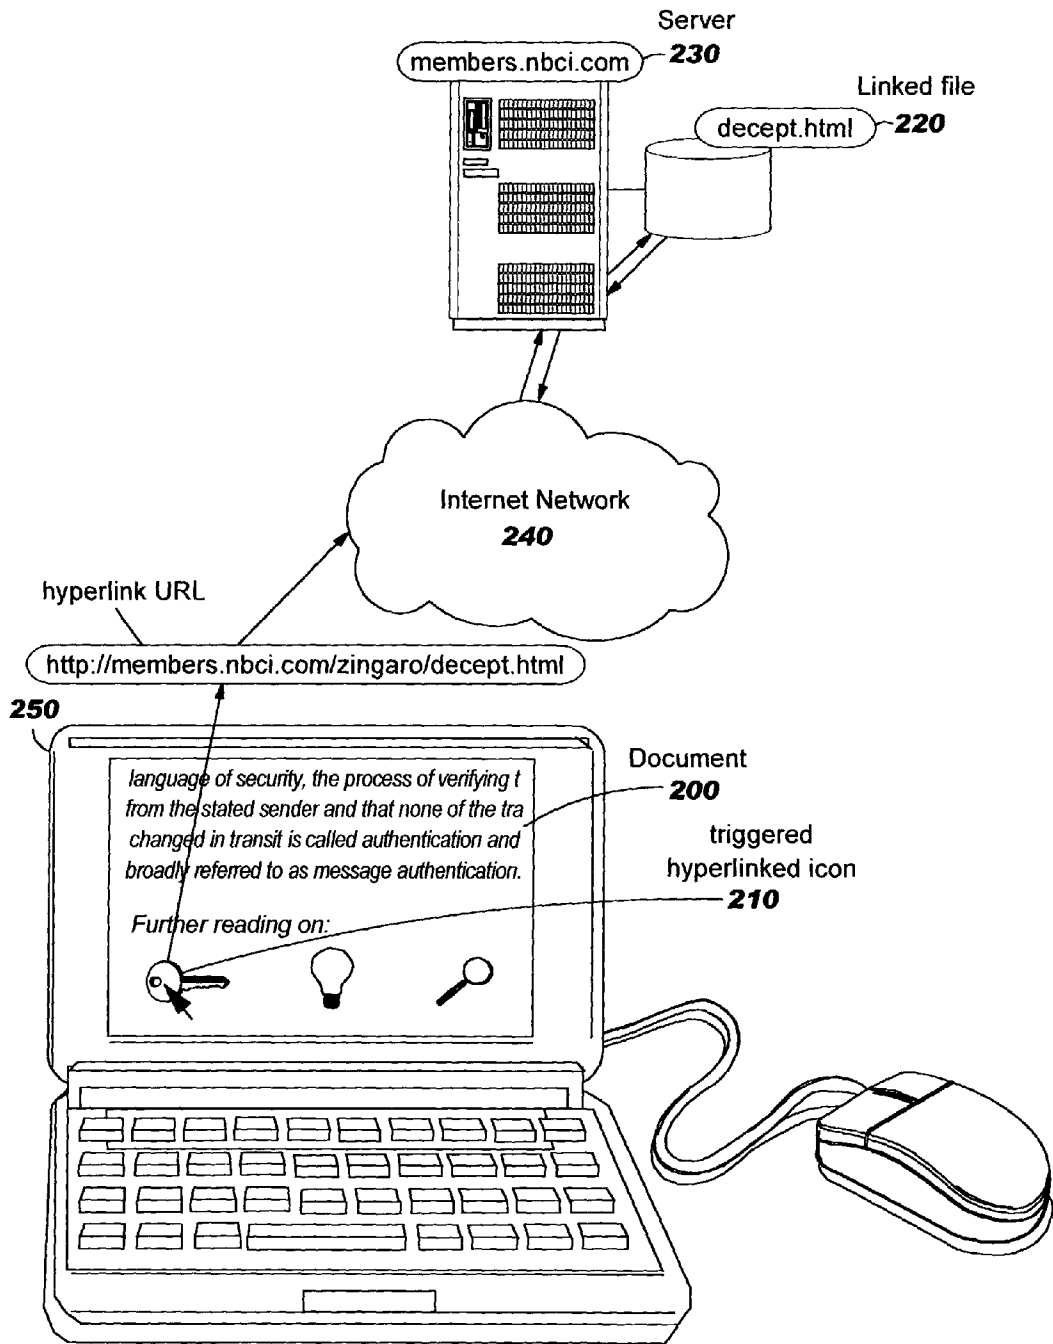 Server
members.nbci.com
230
Linked file
decept.html
220
Internet Network
240
hyperlink URL
http://members.nbci.com/zingaro/decept.html
250
Document
200
language of security, the process of verifying t
from the stated sender and that none of the tra
changed in transit is called authentication and
broadly referred to as message authentication.
triggered
hyperlinked icon
210
Further reading on: